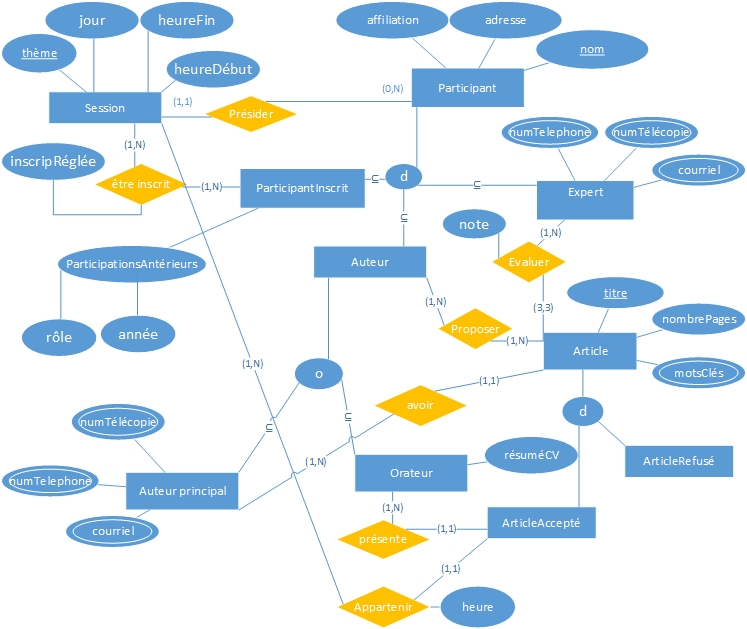 jour
heureFin
affiliation
adresse
thème
nom
heureDébut
Session
(1,1)
Présider
(0,N)
Participant
numTelephone
numTélécopie
(1,N)
inscripRéglée
être inscrit
(1,N)
ParticipantInscrit
⊆
d
⊆
courriel
Expert
⊆
note
(1,N)
ParticipationsAntérieurs
Auteur
Evaluer
titre
(1,N)
(3,3)
rôle
année
Proposer
(1,N)
nombrePages
Article
(1,N)
o
(1,1)
motsClés
avoir
d
numTélécopie
⊆
⊆
(1,N)
résuméCV
ArticleRefusé
numTelephone
Auteur principal
Orateur
courriel
(1,N)
ArticleAccepté
présente
(1,1)
(1,1)
Appartenir
heure